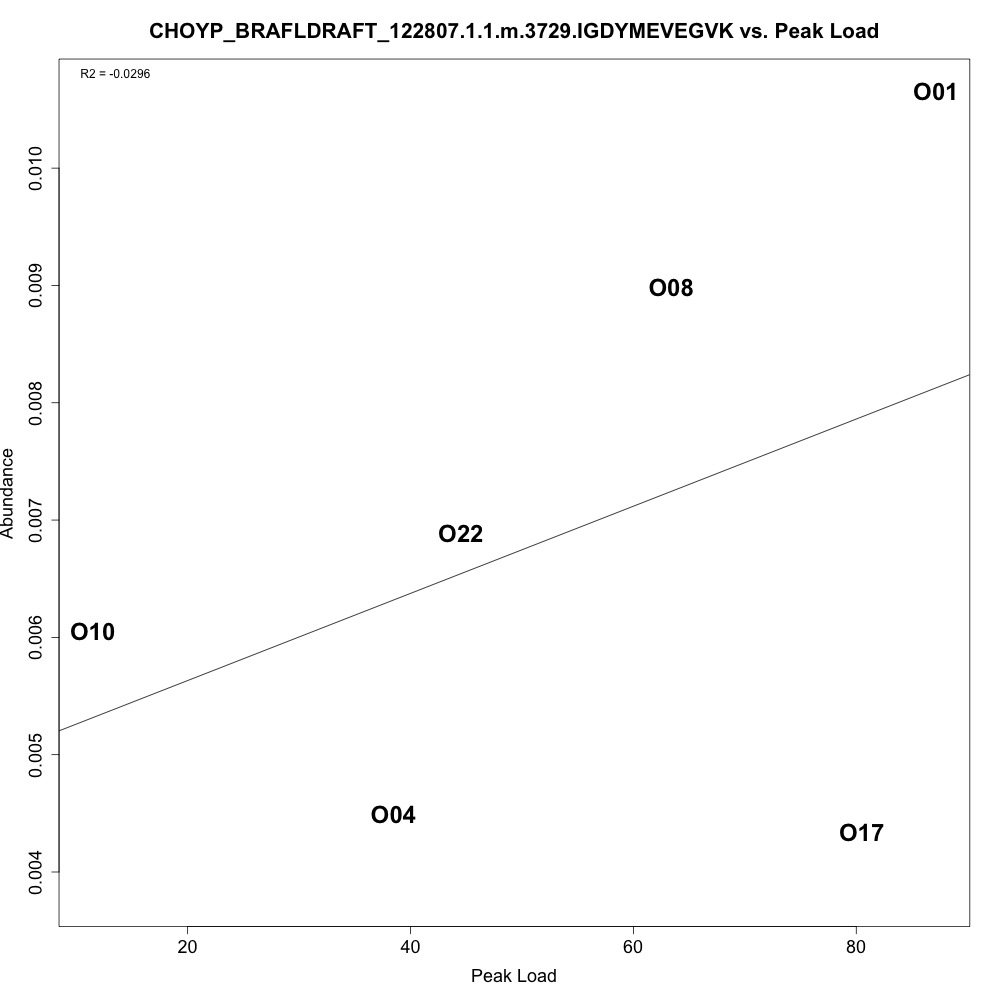 CHOYP_BRAFLDRAFT_122807.1.1.m.3729.IGDYMEVEGVK vs. Peak Load
R2 = -0.0296
O01
0.010
0.009
O08
0.008
Abundance
0.007
O22
0.006
O10
0.005
O04
O17
0.004
20 40 60 80
Peak Load